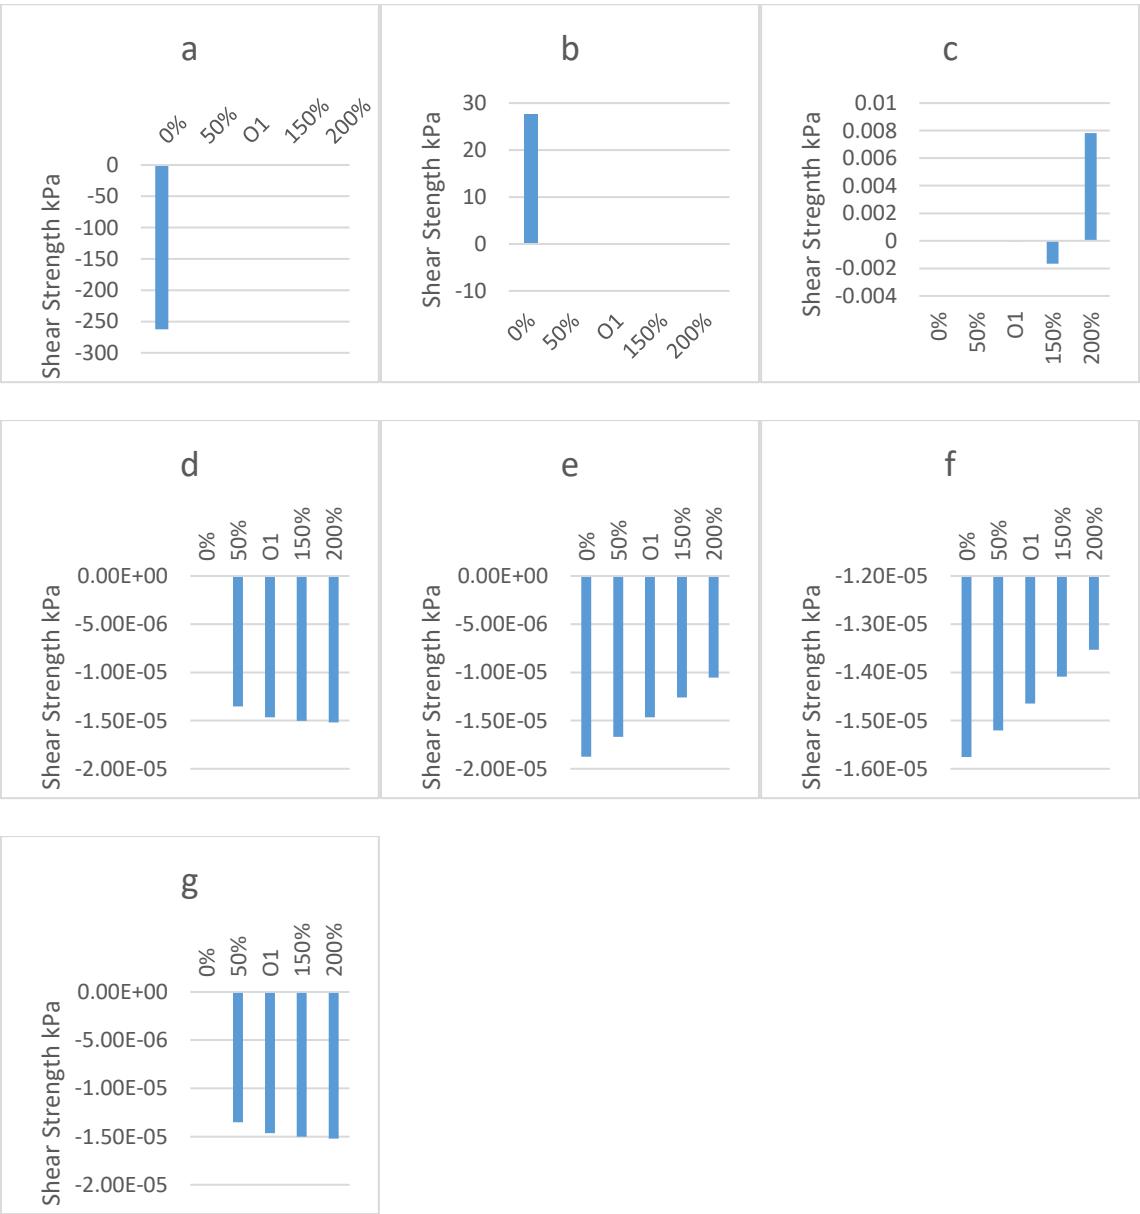 a
0%
50%
O1
150%
200%
0
-50
-100
-150
-200
-250
-300
Shear Strength kPa
b
30
20
10
0
-10
Shear Stength kPa
0%
50%
O1
150%
200%
c
0.01
0.008
0.006
0.004
0.002
0
-0.002
-0.004
Shear Stregnth kPa
0%
50%
O1
150%
200%
d
0%
50%
O1
150%
200%
0.00E+00
-5.00E-06
-1.00E-05
-1.50E-05
-2.00E-05
Shear Strength kPa
e
0%
50%
O1
150%
200%
0.00E+00
-5.00E-06
-1.00E-05
-1.50E-05
-2.00E-05
Shear Strength kPa
f
0%
50%
O1
150%
200%
-1.20E-05
-1.30E-05
-1.40E-05
-1.50E-05
-1.60E-05
Shear Strength kPa
g
0%
50%
O1
150%
200%
0.00E+00
-5.00E-06
-1.00E-05
-1.50E-05
-2.00E-05
Shear Strength kPa